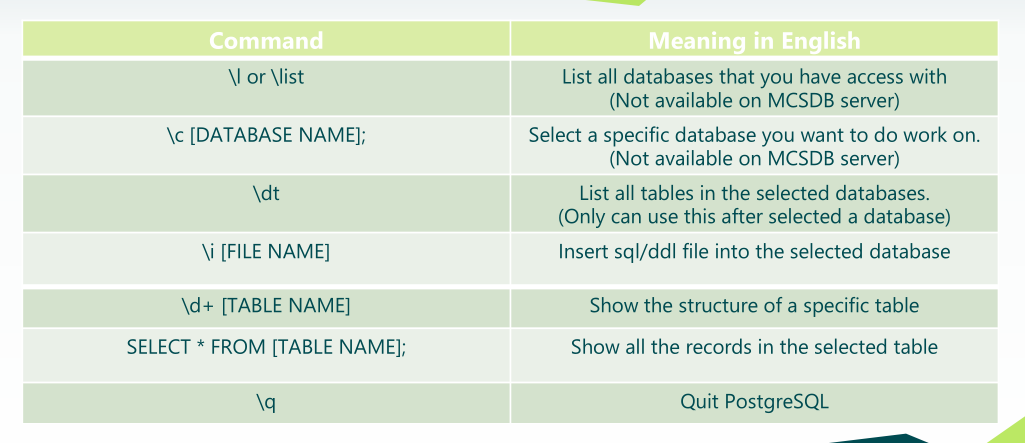 Command
Meaning in English
\l or \list
List all databases that you have access with
(Not available on MCSDB server)
\c [DATABASE NAME];
Select a specific database you want to do work on.
(Not available on MCSDB server)
\dt
List all tables in the selected databases.
(Only can use this after selected a database)
\i [FILE NAME]
Insert sql/ddl file into the selected database
\d+ [TABLE NAME]
Show the structure of a specific table
SELECT * FROM [TABLE NAME];
Show all the records in the selected table
\q
Quit PostgreSQL